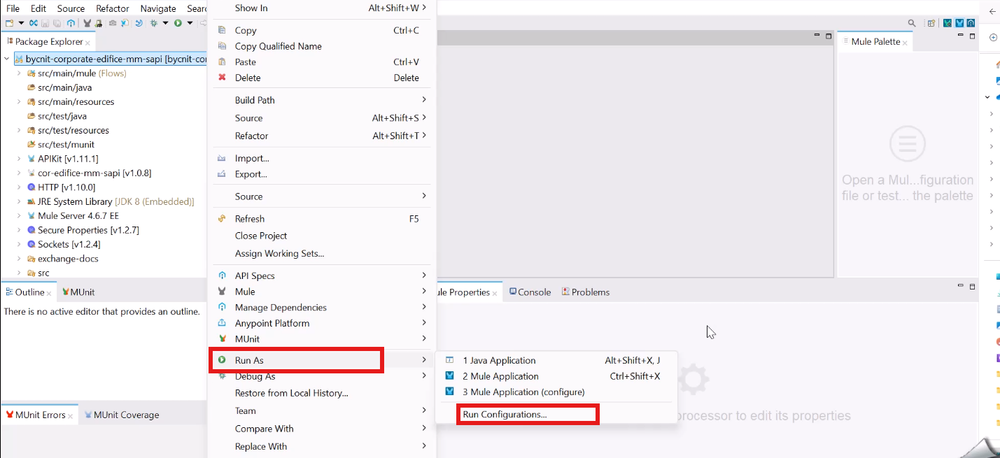 File Edit Source Refactor Navigate
Package Explorer
bycnit-corporate-edifice-mm-sapi
src/main/mule (Flows)
src/main/java
src/main/resources
src/test/java
src/test/resources
src/test/munit
APIKit [v1.11.1]
cor-edifice-mm-sapi [v1.0.8]
HTTP [v1.10.0]
JRE System Library [JDK 8 (Embedded)]
Mule Server 4.6.7 EE
Secure Properties [v1.2.7]
Sockets [v1.2.4]
exchange-docs
src
Outline MUnit
There is no active editor that provides an outline.
MUnit Errors MUnit Coverage
Show In Alt+Shift+W
Copy Ctrl+C
Copy Qualified Name
Paste Ctrl+V
Delete Delete
Build Path
Source Alt+Shift+S
Refactor Alt+Shift+T
Import...
Export...
Source
Refresh F5
Close Project
Assign Working Sets...
API Specs
Mule
Manage Dependencies
Anypoint Platform
MUnit
Run As
Debug As
Restore from Local History...
Team
Compare With
Replace With
1 Java Application Alt+Shift+X, J
2 Mule Application Ctrl+Shift+X
3 Mule Application (configure)
Run Configurations...
Mule Palette
Open a Mul...figuration
file or test... the palette
Properties Console Problems
processor to edit its properties